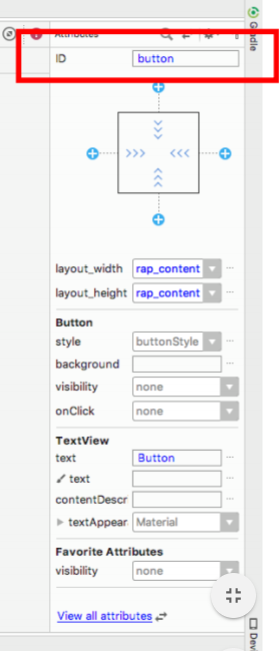 Attributes
Gradle
ID button
>>> <<<
layout_width rap_content ...
layout_height rap_content ...
Button
style buttonStyle ...
background ...
visibility none
onClick none
TextView
text Button ...
text ...
contentDescr ...
textAppear Material
Favorite Attributes
visibility none
View all attributes
Devi